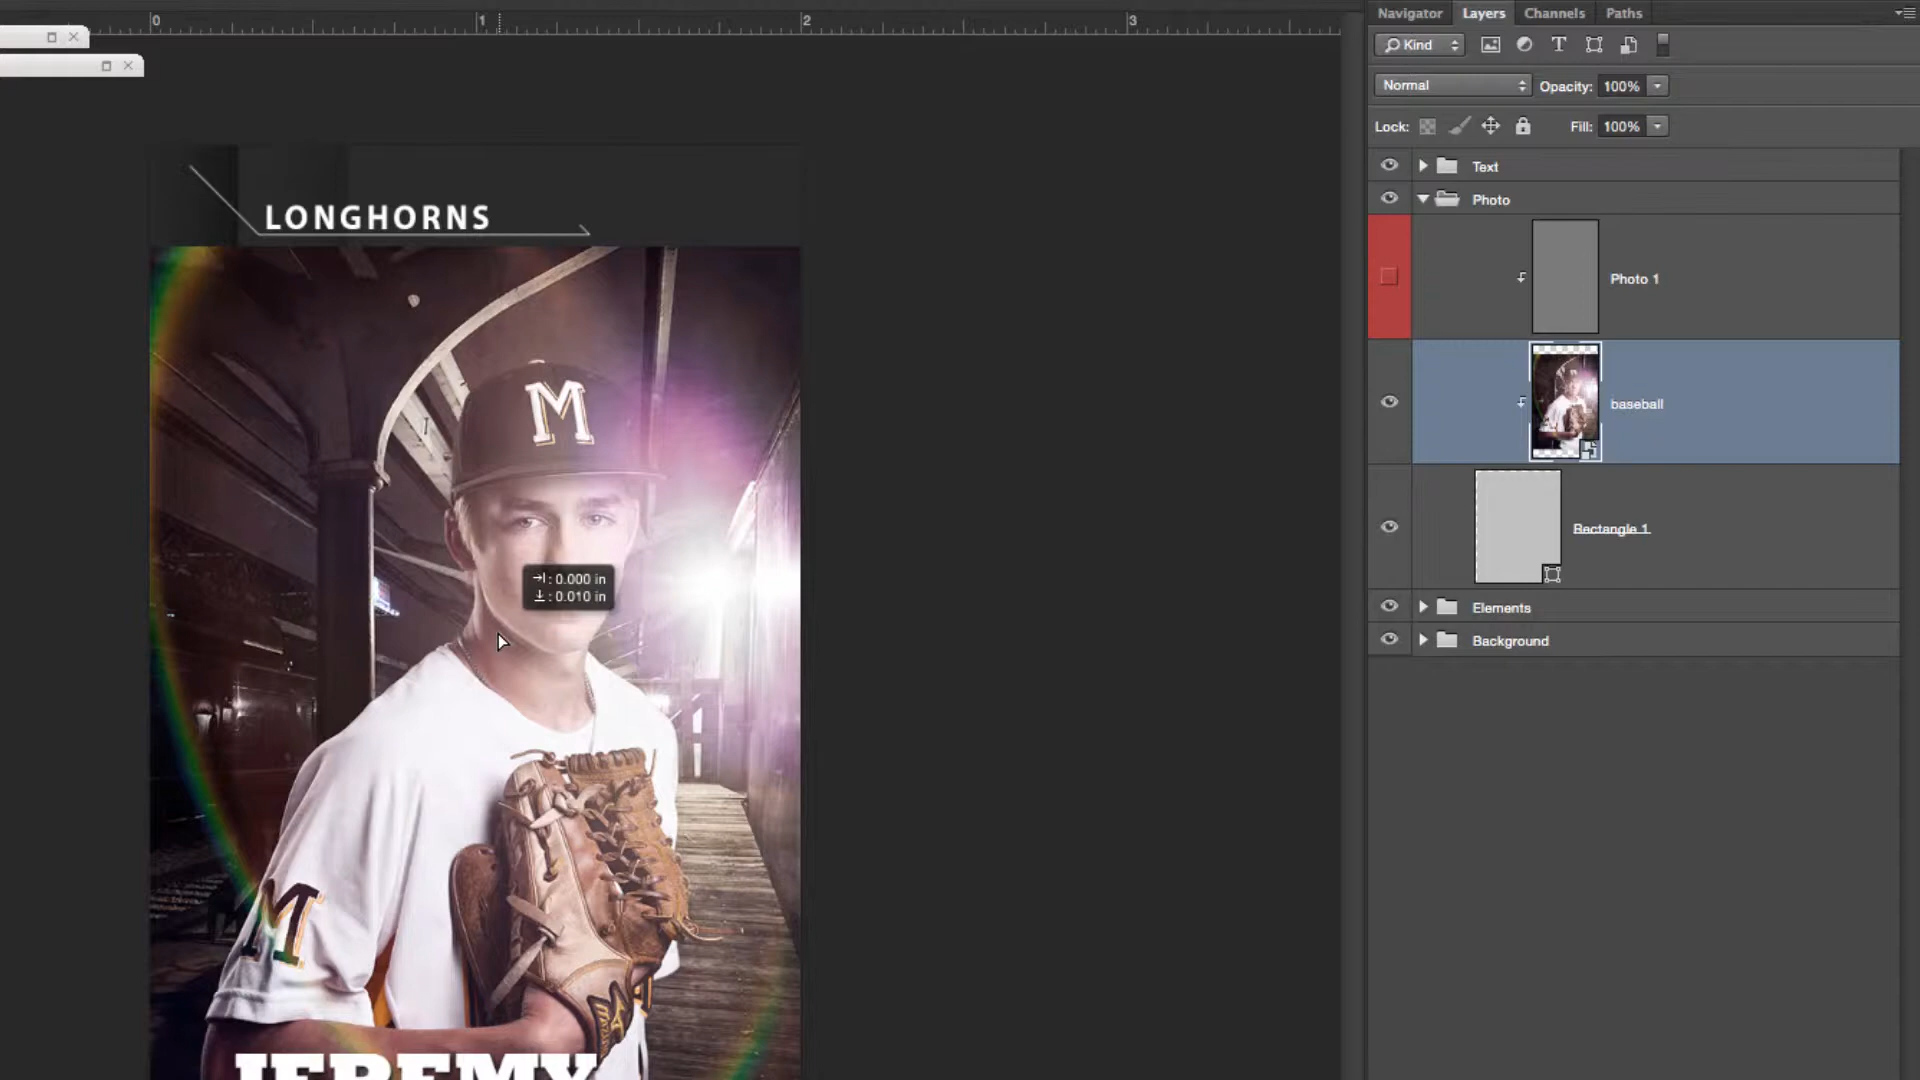 0 1 2 3
Navigator Layers Channels Paths
Kind
Normal Opacity: 100%
Lock: Fill: 100%
Text
Photo
Photo 1
baseball
Rectangle 1
Elements
Background
LONGHORNS
M
: 0.000 in
: 0.010 in
M
JEREMY